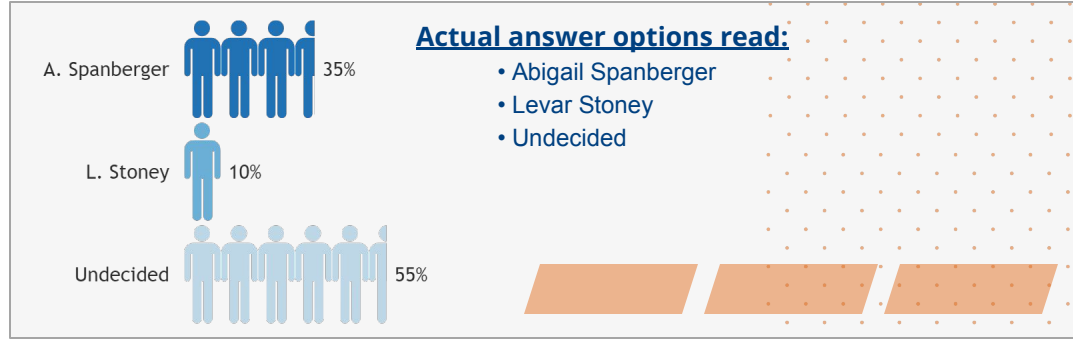 A. Spanberger 35%
L. Stoney 10%
Undecided 55%
Actual answer options read:
• Abigail Spanberger
• Levar Stoney
• Undecided